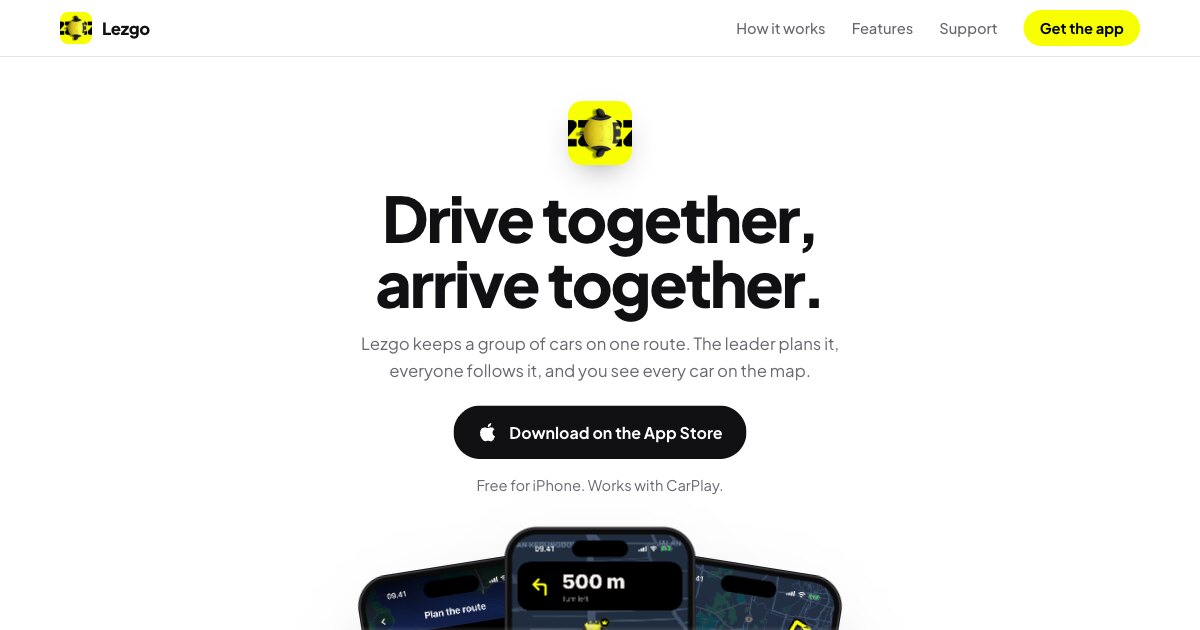 Lezgo
How it works
Features
Support
Get the app
Drive together,
arrive together.
Lezgo keeps a group of cars on one route. The leader plans it,
everyone follows it, and you see every car on the map.
Download on the App Store
Free for iPhone. Works with CarPlay.
09.41
500 m
Turn left
09.41
Plan the route
41